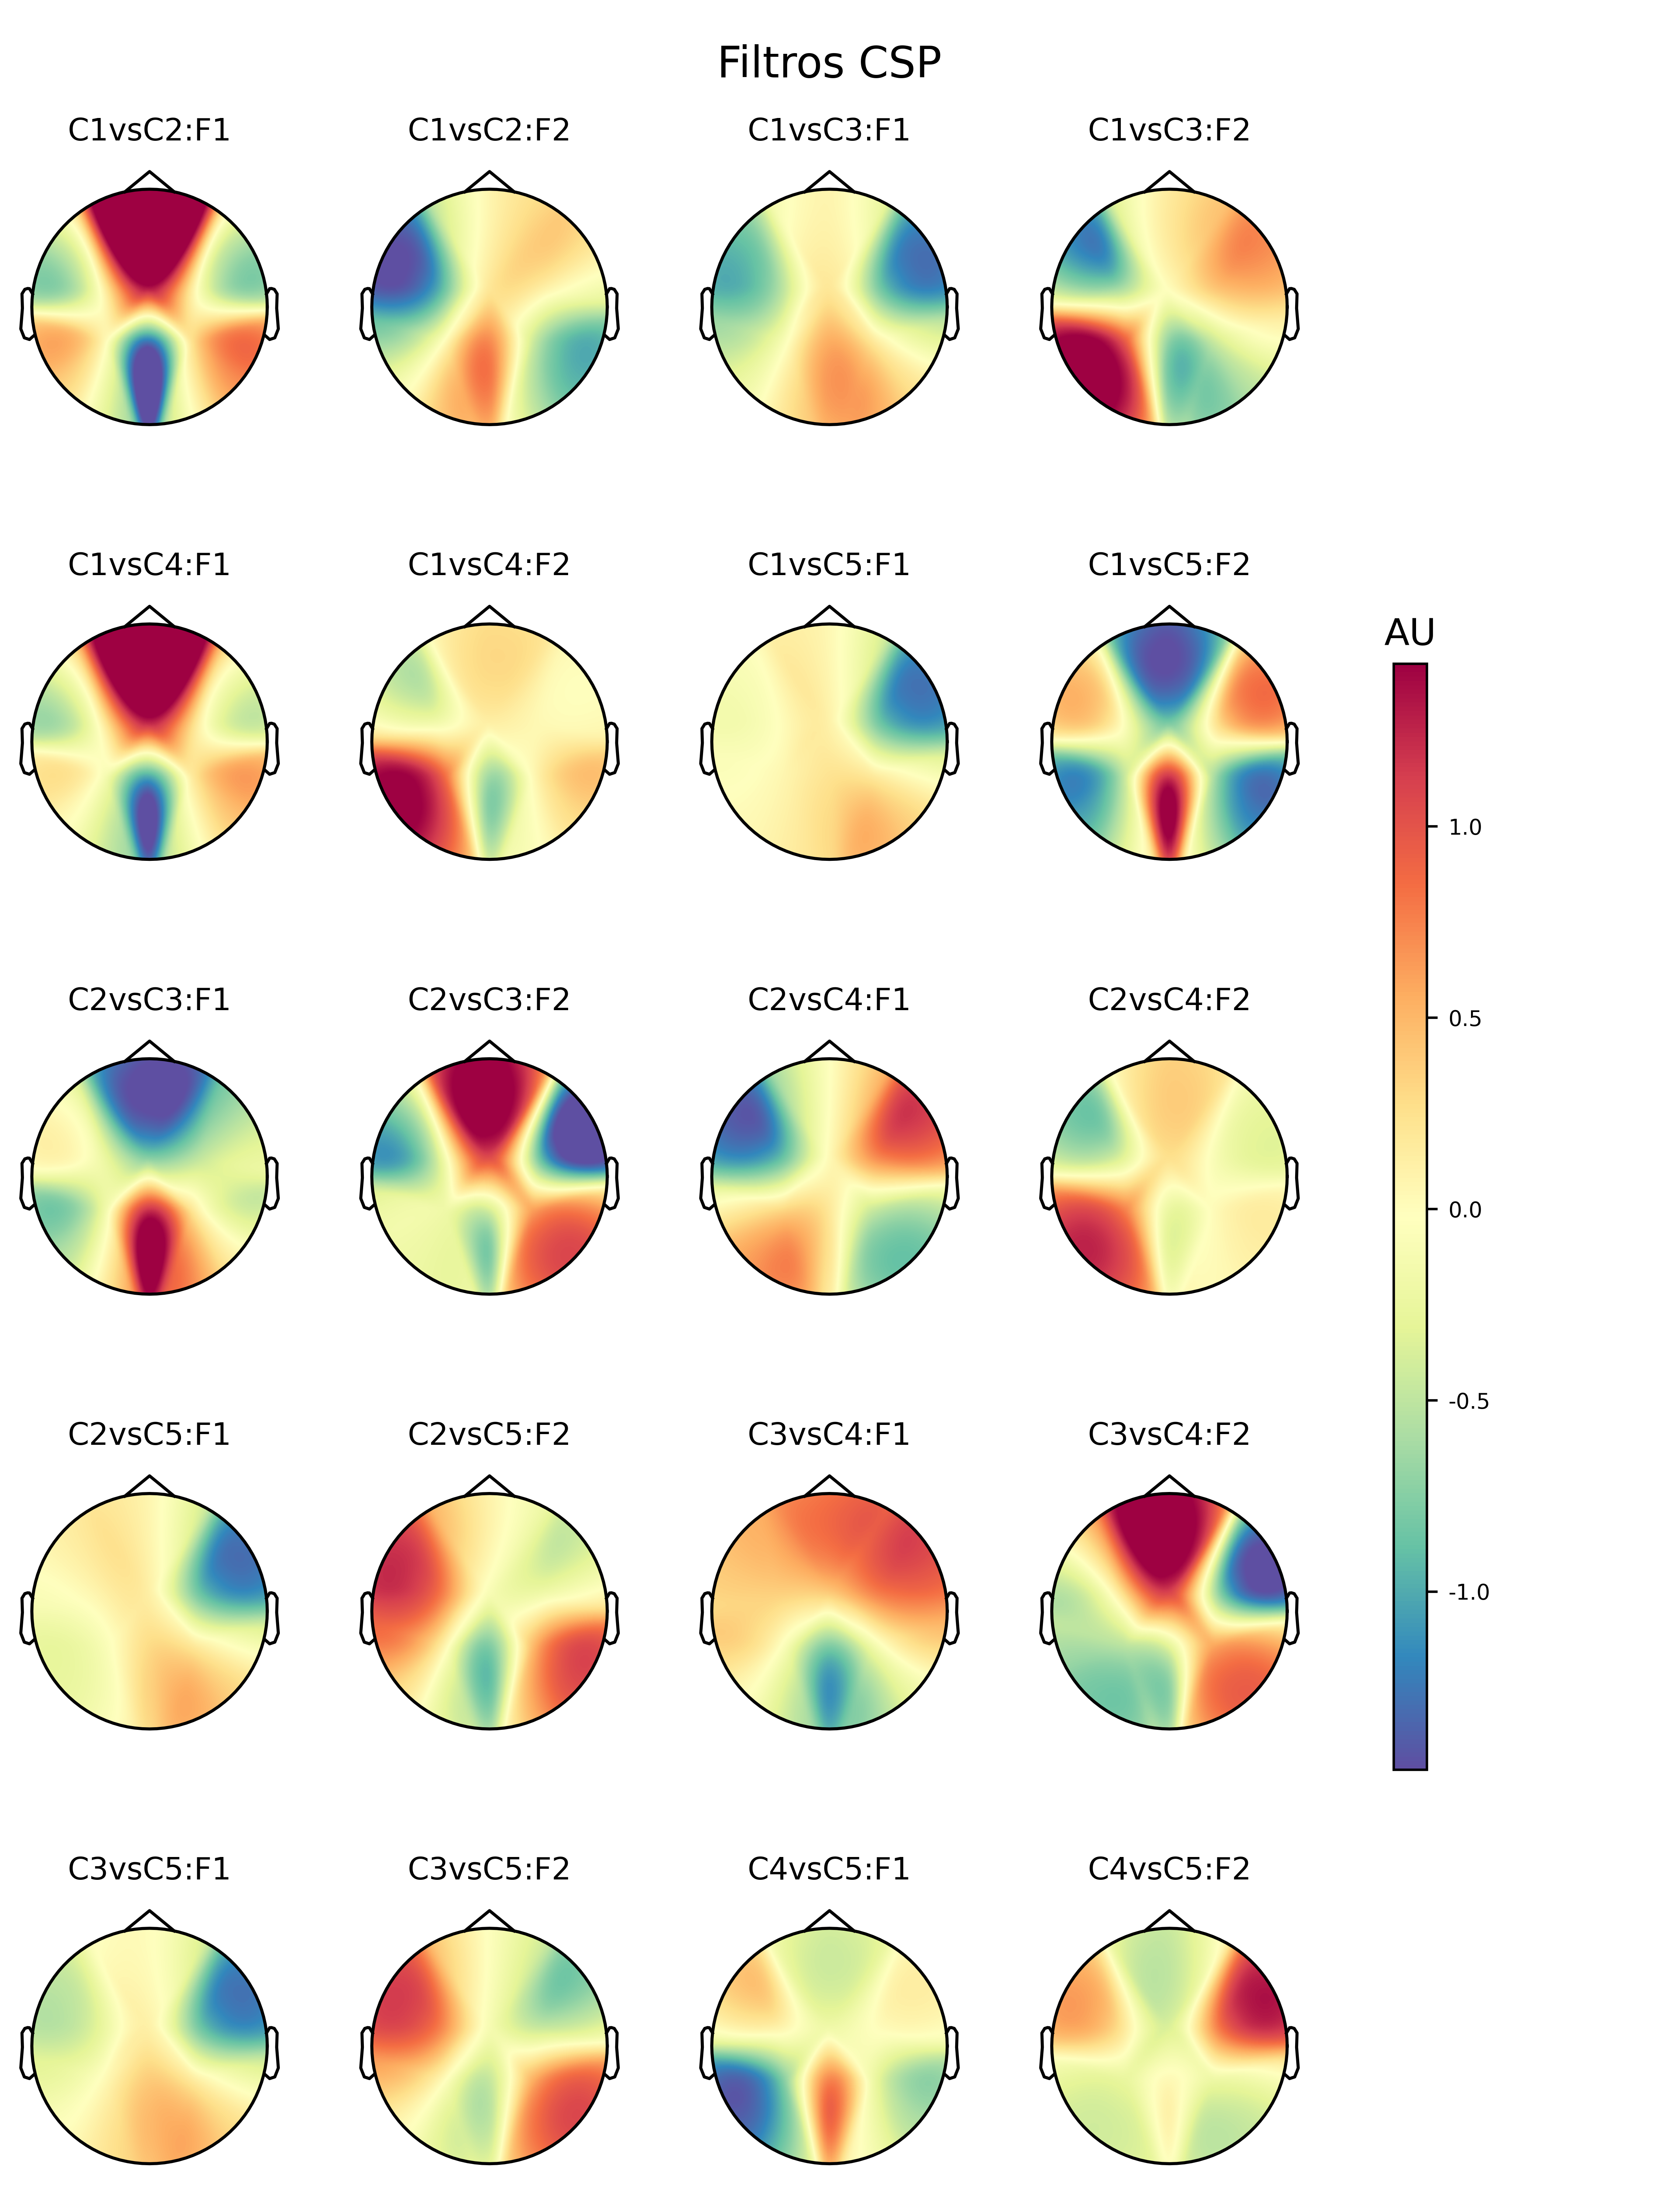 Filtros CSP
C1vsC2:F1 C1vsC2:F2 C1vsC3:F1 C1vsC3:F2
C1vsC4:F1 C1vsC4:F2 C1vsC5:F1 C1vsC5:F2
AU
1.0
0.5
C2vsC3:F1 C2vsC3:F2 C2vsC4:F1 C2vsC4:F2
0.0
-0.5
C2vsC5:F1 C2vsC5:F2 C3vsC4:F1 C3vsC4:F2
-1.0
C3vsC5:F1 C3vsC5:F2 C4vsC5:F1 C4vsC5:F2